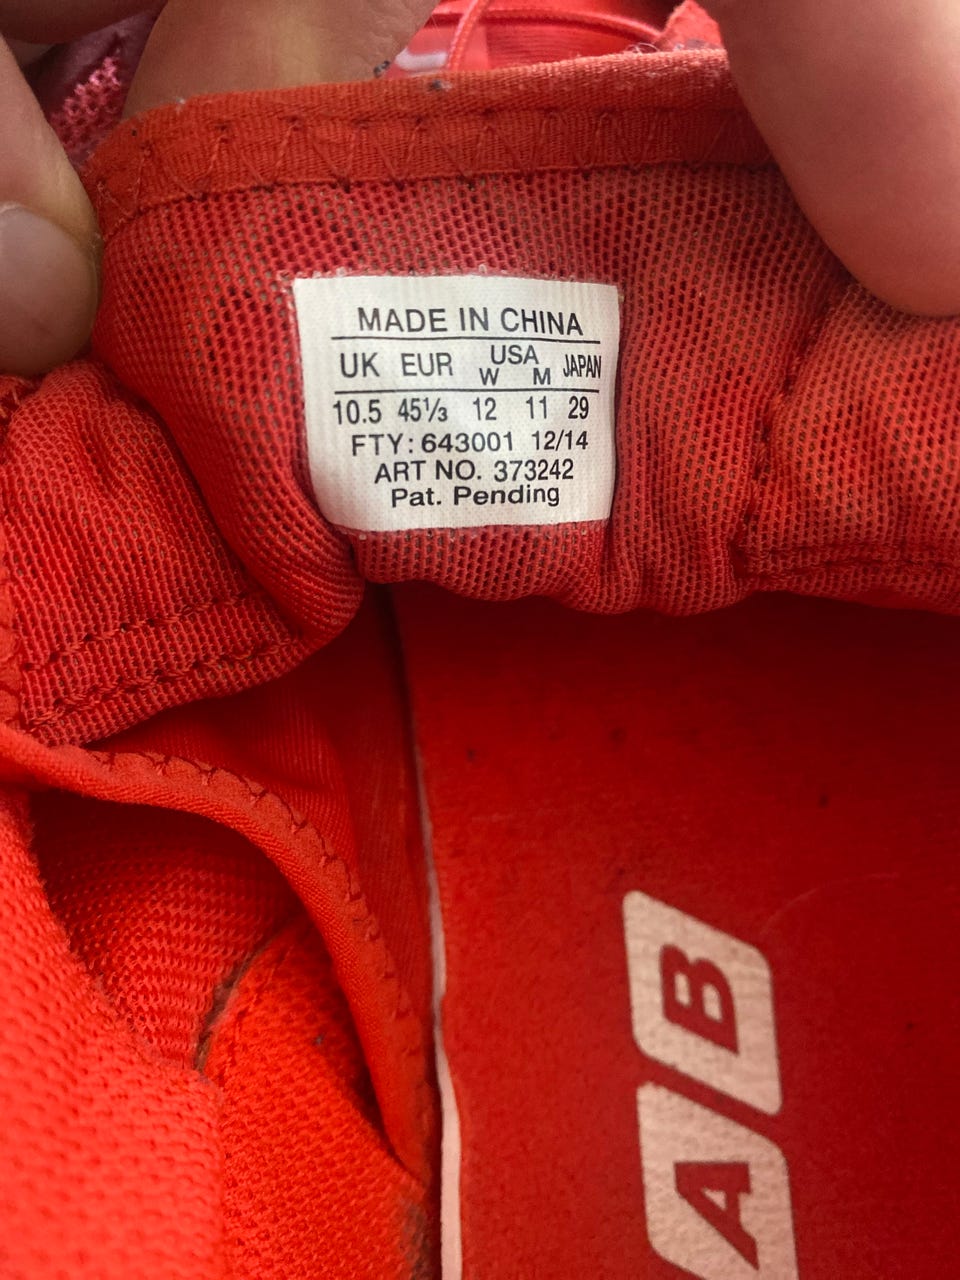 MADE IN CHINA
UK EUR USA JAPAN
W M
10.5 45⅓ 12 11 29
FTY: 643001 12/14
ART NO. 373242
Pat. Pending
AB